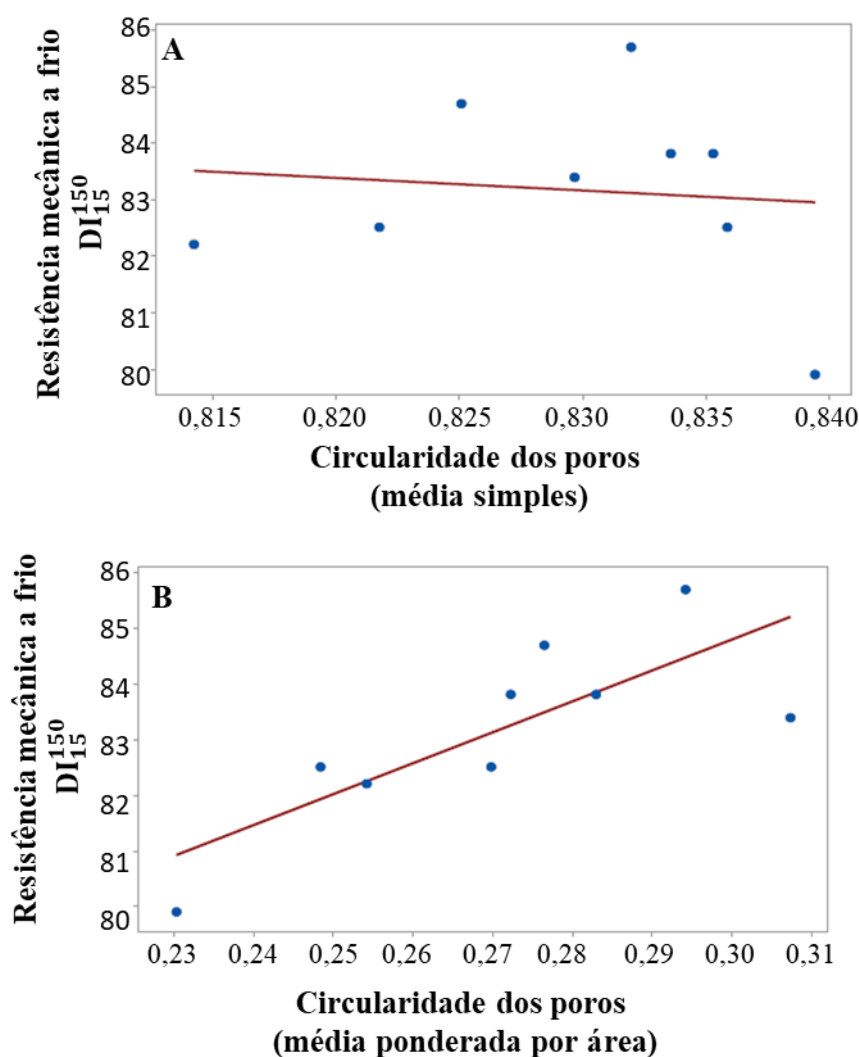 A
Resistência mecânica a frio
DI₁₅¹⁵⁰
86
85
84
83
82
81
80
0,815 0,820 0,825 0,830 0,835 0,840
Circularidade dos poros
(média simples)
B
Resistência mecânica a frio
DI₁₅¹⁵⁰
86
85
84
83
82
81
80
0,23 0,24 0,25 0,26 0,27 0,28 0,29 0,30 0,31
Circularidade dos poros
(média ponderada por área)